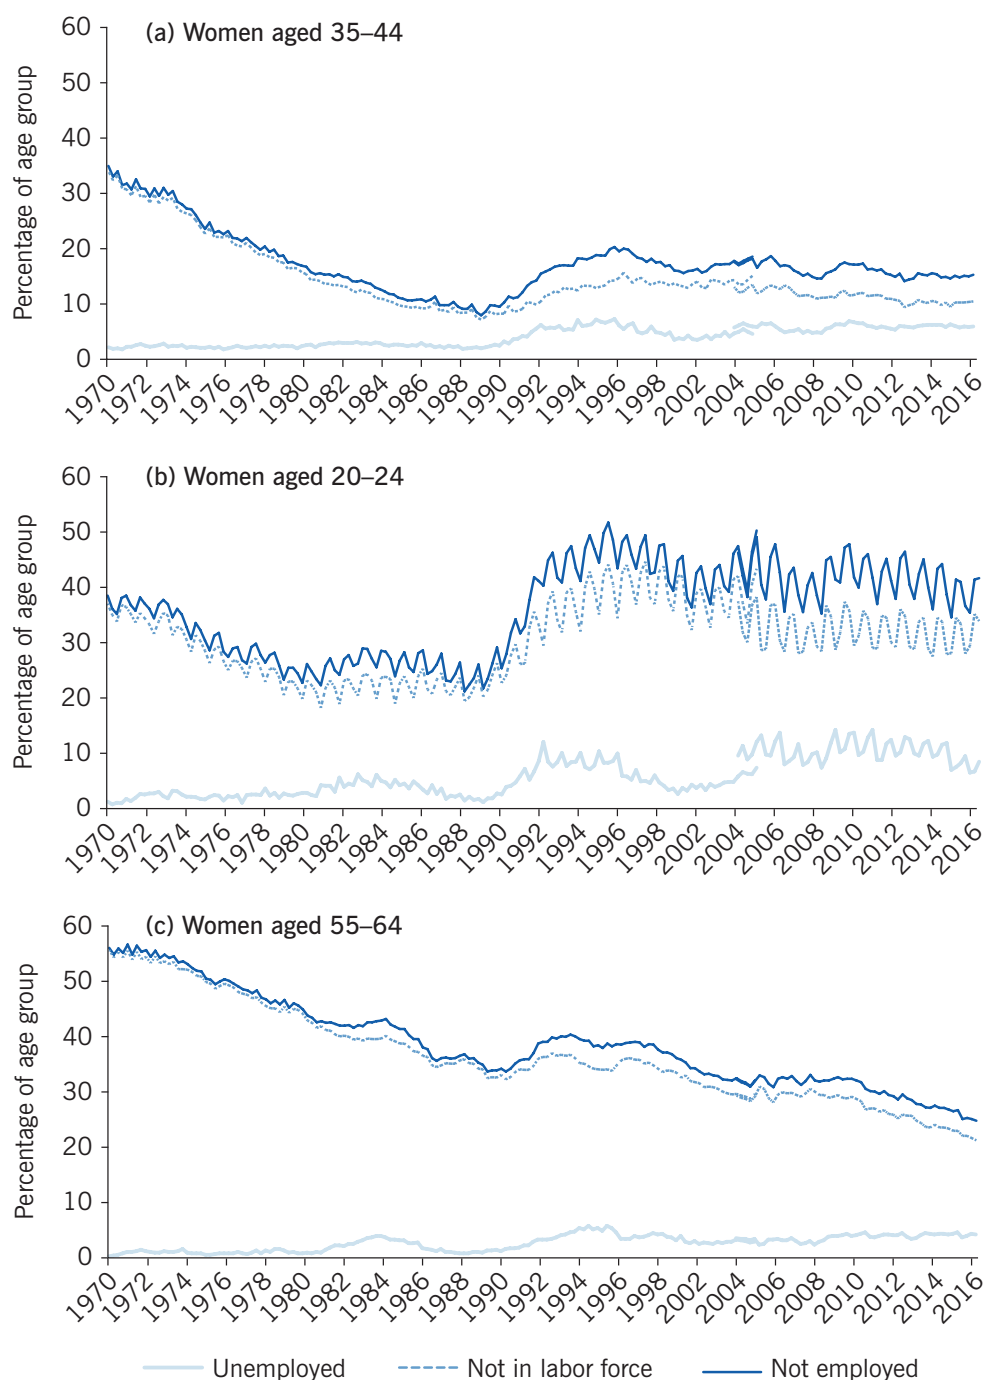 (a) Women aged 35–44
Percentage of age group
60
50
40
30
20
10
0
1970 1972 1974 1976 1978 1980 1982 1984 1986 1988 1990 1992 1994 1996 1998 2002 2004 2006 2008 2010 2012 2014 2016
(b) Women aged 20–24
Percentage of age group
60
50
40
30
20
10
0
1970 1972 1974 1976 1978 1980 1982 1984 1986 1988 1990 1992 1994 1996 1998 2002 2004 2006 2008 2010 2012 2014 2016
(c) Women aged 55–64
Percentage of age group
60
50
40
30
20
10
0
1970 1972 1974 1976 1978 1980 1982 1984 1986 1988 1990 1992 1994 1996 1998 2002 2004 2006 2008 2010 2012 2014 2016
Unemployed Not in labor force Not employed